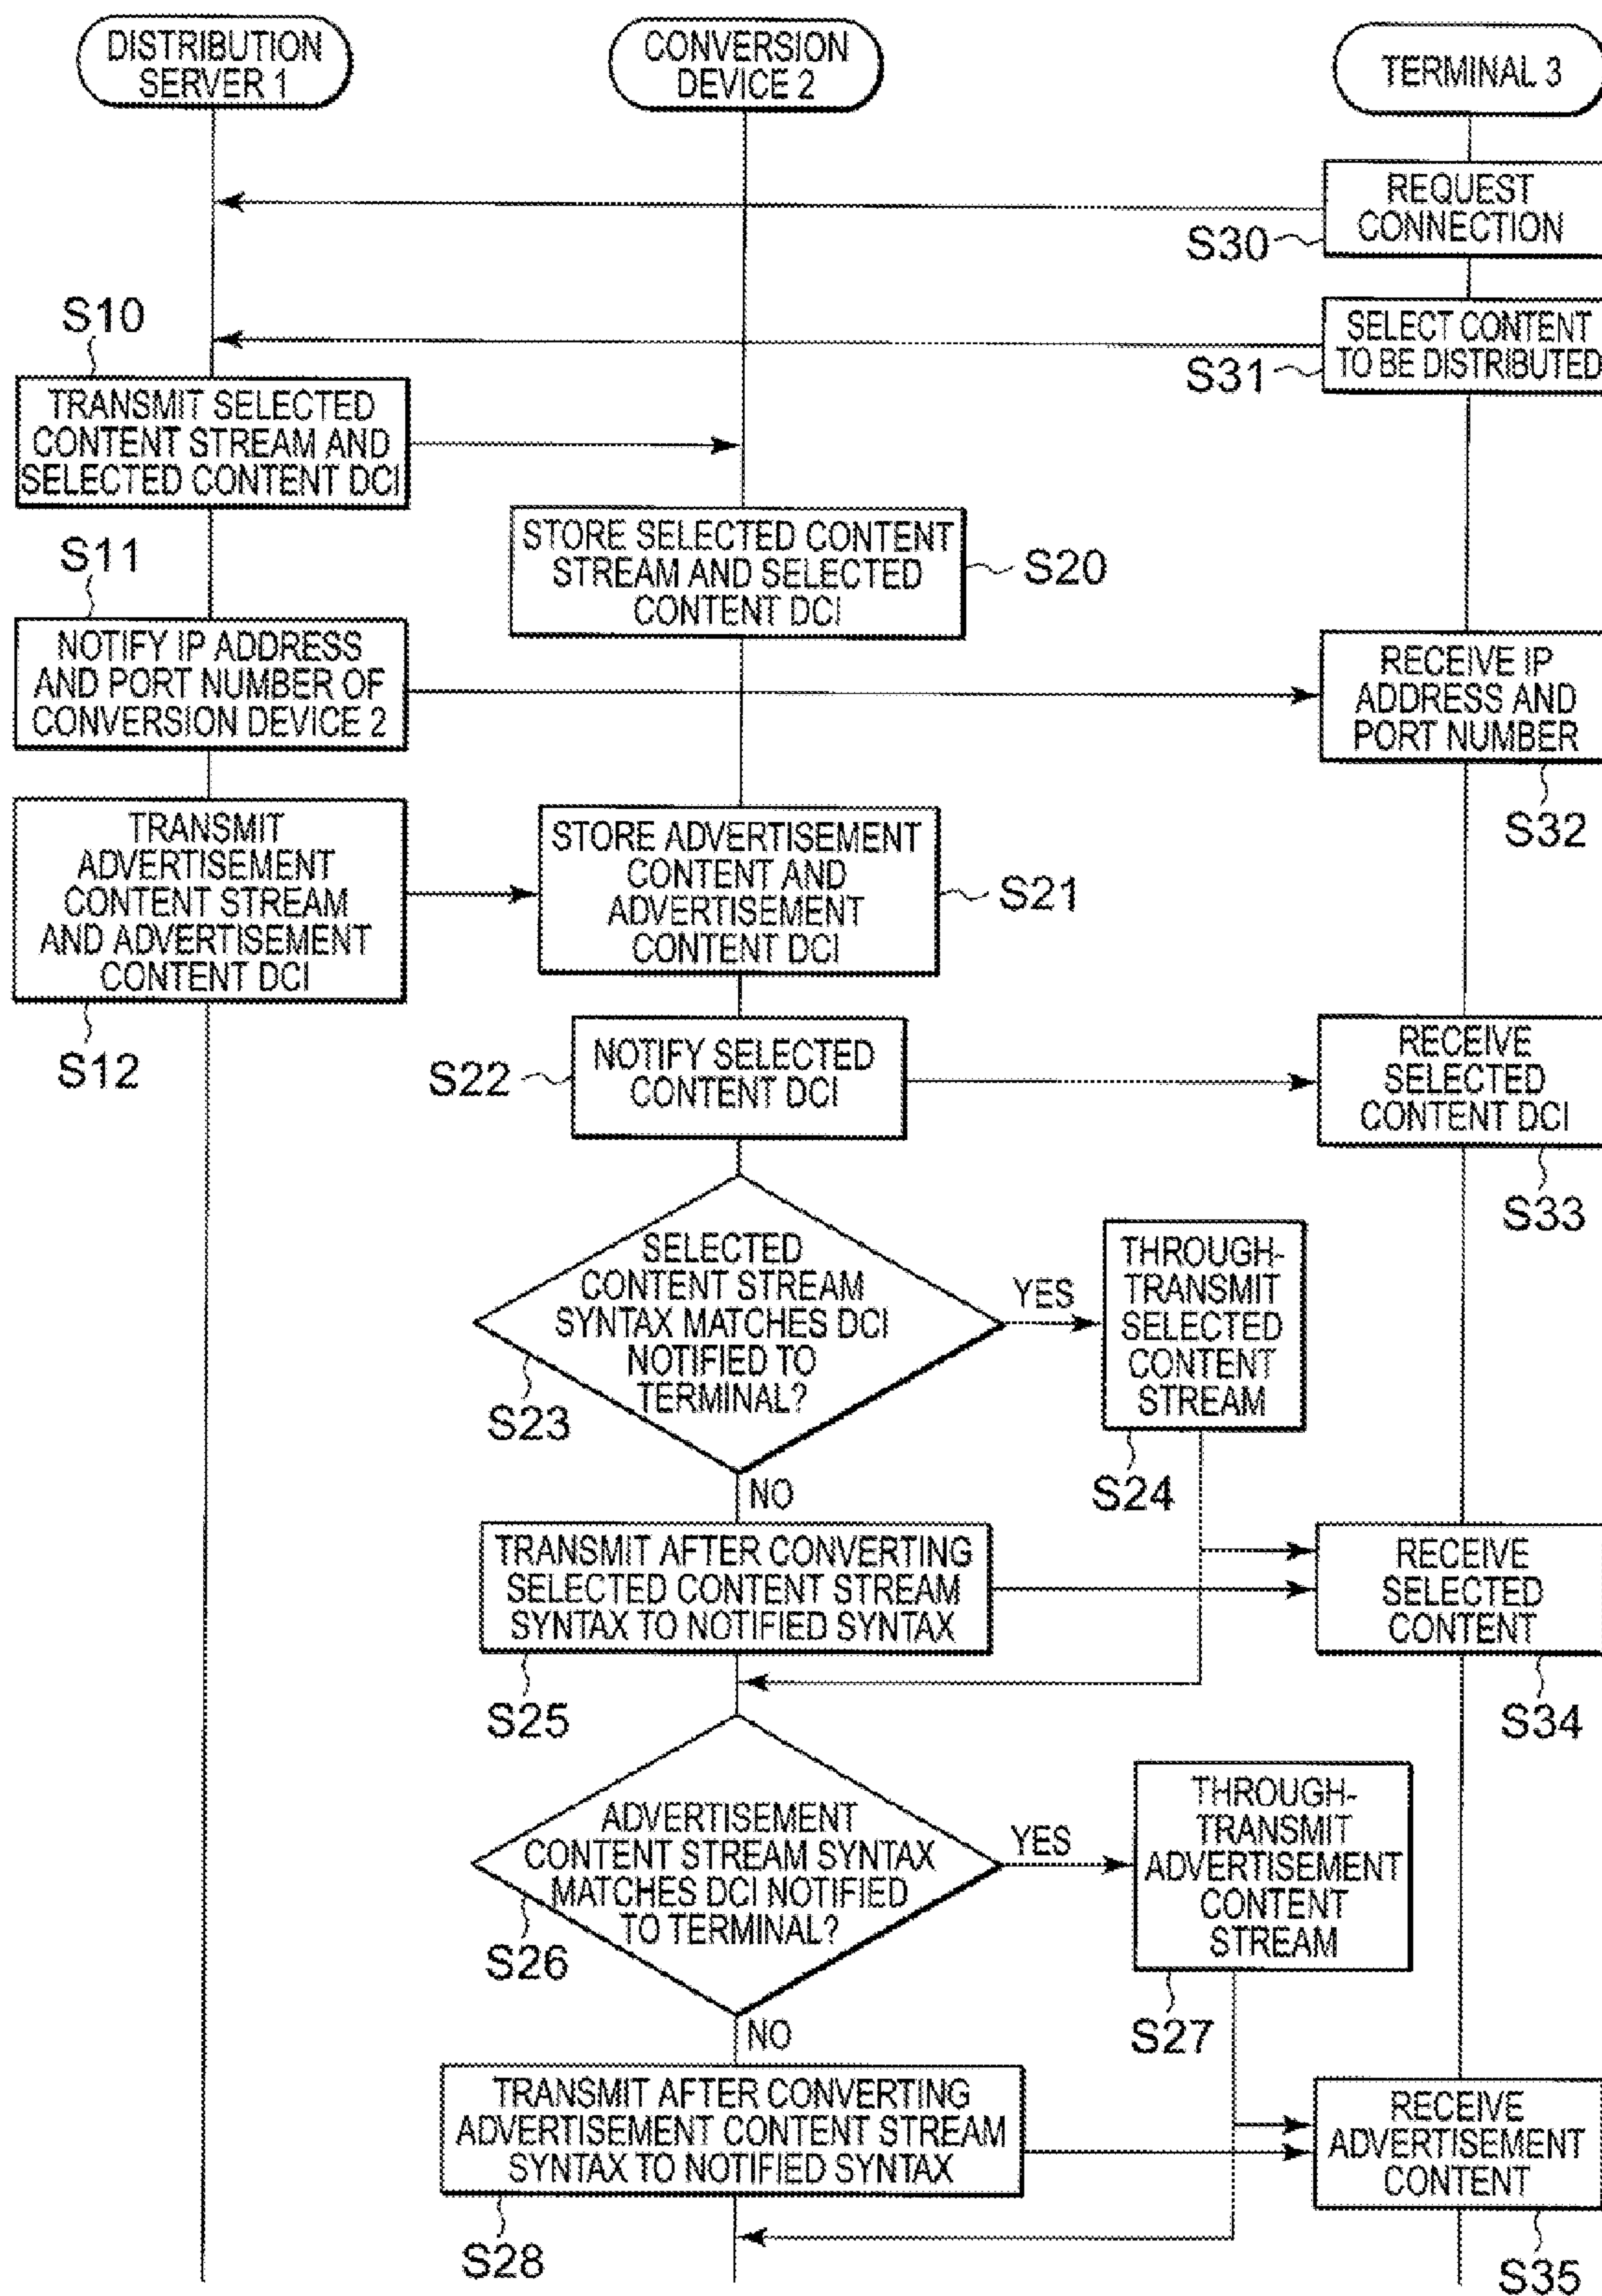 DISTRIBUTION
SERVER 1
CONVERSION
DEVICE 2
TERMINAL 3
REQUEST
CONNECTION
S30
SELECT CONTENT
TO BE DISTRIBUTED
S31
S10
TRANSMIT SELECTED
CONTENT STREAM AND
SELECTED CONTENT DCI
STORE SELECTED CONTENT
STREAM AND SELECTED
CONTENT DCI
S20
S11
NOTIFY IP ADDRESS
AND PORT NUMBER OF
CONVERSION DEVICE 2
RECEIVE IP
ADDRESS AND
PORT NUMBER
S32
TRANSMIT
ADVERTISEMENT
CONTENT STREAM
AND ADVERTISEMENT
CONTENT DCI
S12
STORE ADVERTISEMENT
CONTENT AND
ADVERTISEMENT
CONTENT DCI
S21
S22
NOTIFY SELECTED
CONTENT DCI
RECEIVE
SELECTED
CONTENT DCI
S33
SELECTED
CONTENT STREAM
SYNTAX MATCHES DCI
NOTIFIED TO
TERMINAL?
S23
YES
THROUGH-
TRANSMIT
SELECTED
CONTENT
STREAM
S24
NO
TRANSMIT AFTER CONVERTING
SELECTED CONTENT STREAM
SYNTAX TO NOTIFIED SYNTAX
S25
RECEIVE
SELECTED
CONTENT
S34
ADVERTISEMENT
CONTENT STREAM SYNTAX
MATCHES DCI NOTIFIED
TO TERMINAL?
S26
YES
THROUGH-
TRANSMIT
ADVERTISEMENT
CONTENT
STREAM
S27
NO
TRANSMIT AFTER CONVERTING
ADVERTISEMENT CONTENT STREAM
SYNTAX TO NOTIFIED SYNTAX
S28
RECEIVE
ADVERTISEMENT
CONTENT
S35